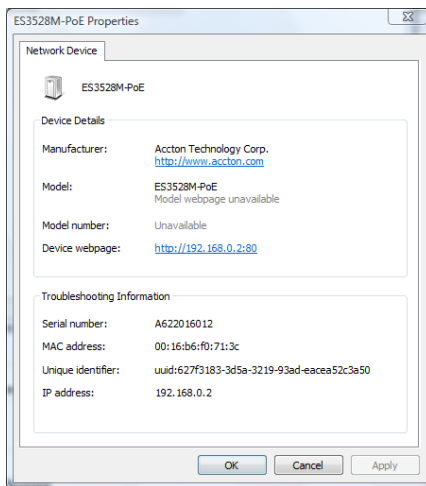 ES3528M-PoE Properties
Network Device
ES3528M-PoE
Device Details
Manufacturer: Accton Technology Corp.
http://www.accton.com
Model: ES3528M-PoE
Model webpage unavailable
Model number: Unavailable
Device webpage: http://192.168.0.2:80
Troubleshooting Information
Serial number: A622016012
MAC address: 00:16:b6:f0:71:3c
Unique identifier: uuid:627f3183-3d5a-3219-93ad-eacea52c3a50
IP address: 192.168.0.2
OK Cancel Apply